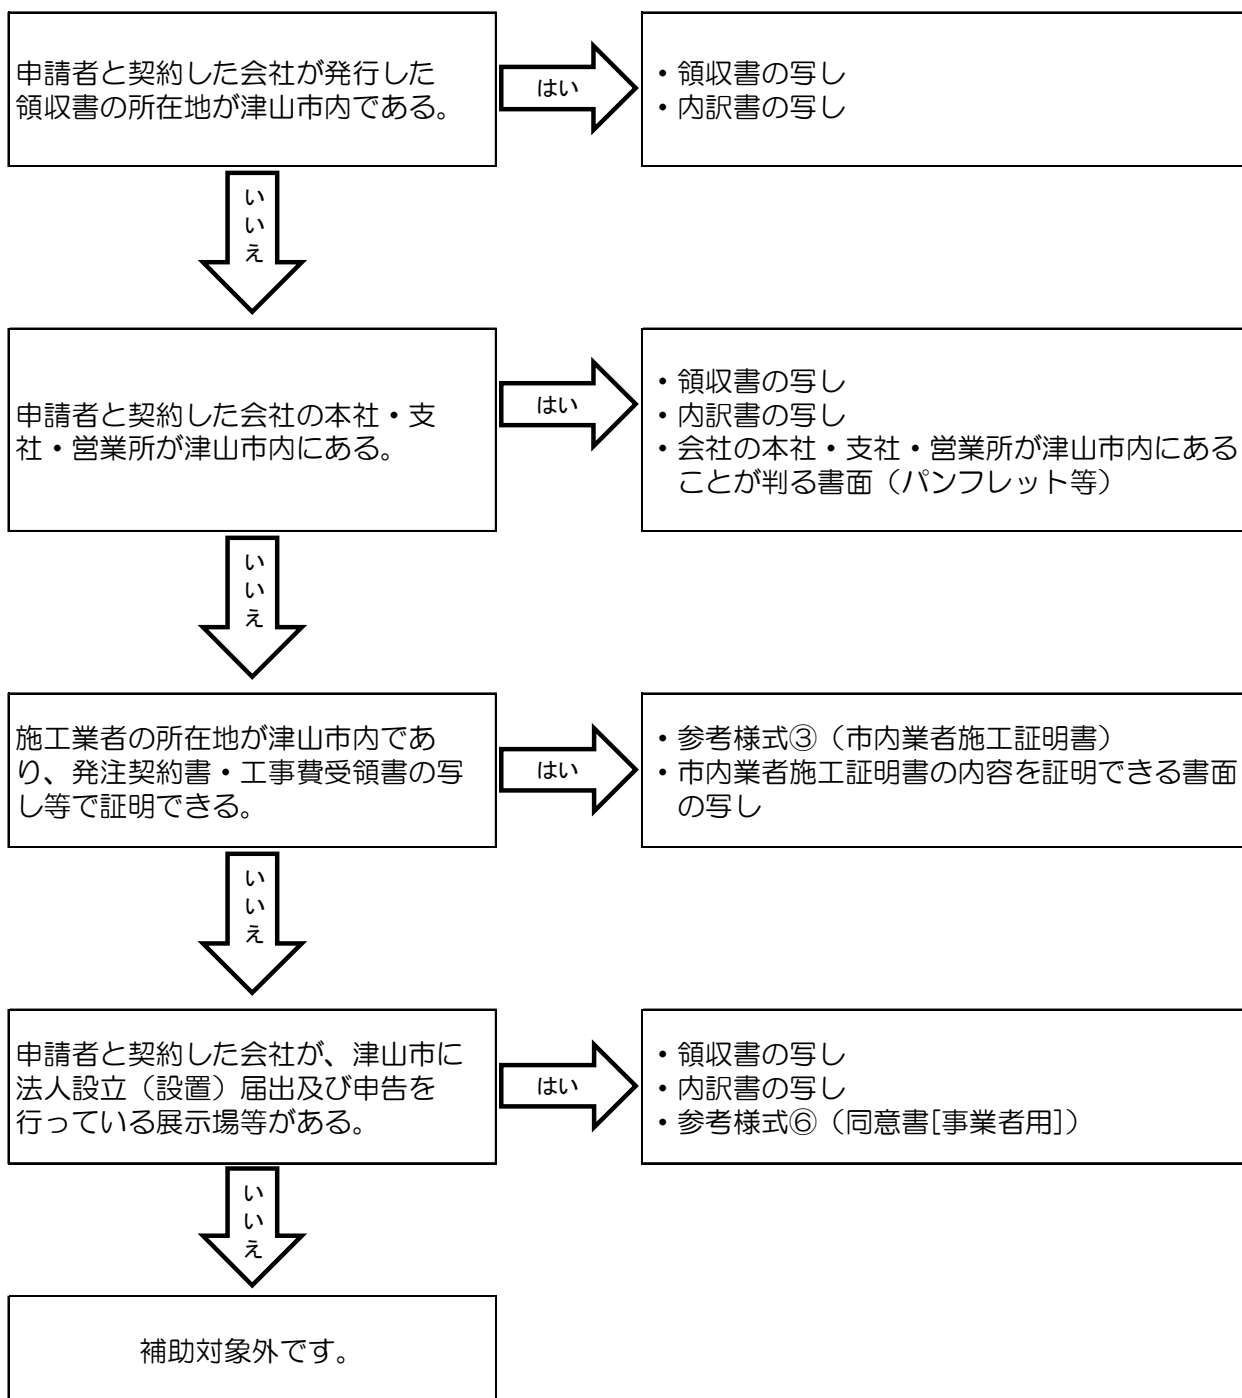 申請者と契約した会社が発行した
領収書の所在地が津山市内である。
はい
・領収書の写し
・内訳書の写し
いいえ
申請者と契約した会社の本社・支
社・営業所が津山市内にある。
はい
・領収書の写し
・内訳書の写し
・会社の本社・支社・営業所が津山市内にある
ことが判る書面（パンフレット等）
いいえ
施工業者の所在地が津山市内であ
り、発注契約書・工事費受領書の写
し等で証明できる。
はい
・参考様式③（市内業者施工証明書）
・市内業者施工証明書の内容を証明できる書面
の写し
いいえ
申請者と契約した会社が、津山市に
法人設立（設置）届出及び申告を
行っている展示場等がある。
はい
・領収書の写し
・内訳書の写し
・参考様式⑥（同意書[事業者用]）
いいえ
補助対象外です。